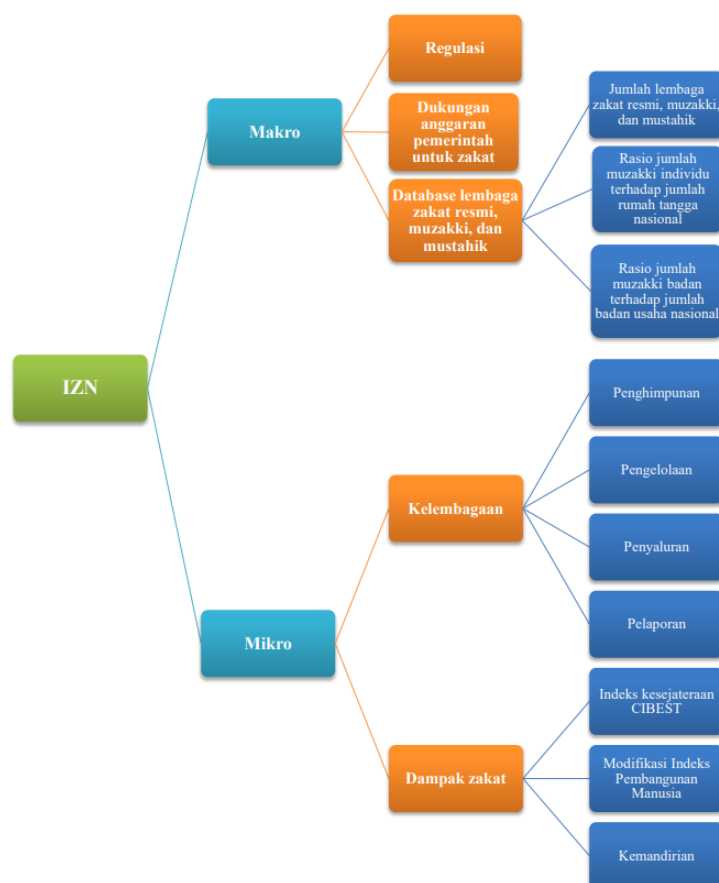 Regulasi
Jumlah lembaga
zakat resmi, muzakki,
dan mustahik
Dukungan
anggaran
pemerintah
untuk zakat
Makro
Rasio jumlah
muzakki individu
terhadap jumlah
rumah tangga
nasional
Database lembaga
zakat resmi,
muzakki, dan
mustahik
Rasio jumlah
muzakki badan
terhadap jumlah
badan usaha nasional
IZN
Penghimpunan
Pengelolaan
Kelembagaan
Penyaluran
Pelaporan
Mikro
Indeks kesejateraan
CIBEST
Dampak zakat
Modifikasi Indeks
Pembangunan
Manusia
Kemandirian